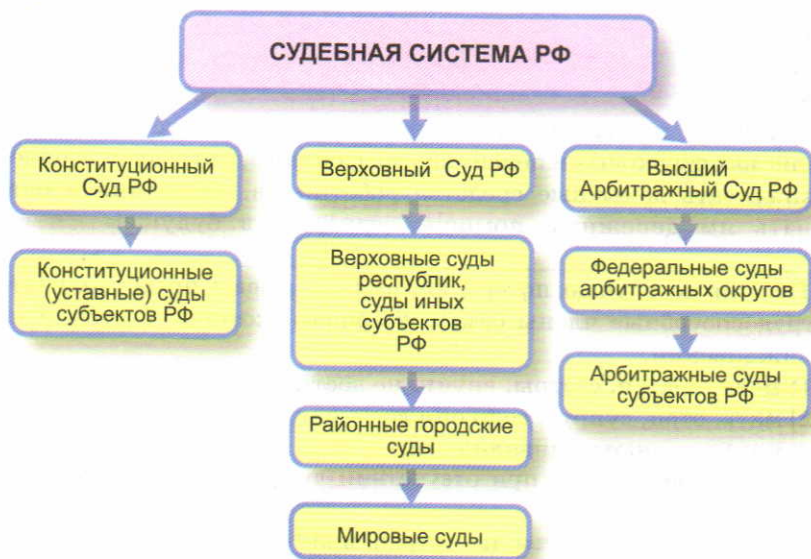 СУДЕБНАЯ СИСТЕМА РФ
Конституционный
Суд РФ
Конституционные
(уставные) суды
субъектов РФ
Верховный Суд РФ
Верховные суды
республик,
суды иных
субъектов
РФ
Районные городские
суды
Мировые суды
Высший
Арбитражный Суд РФ
Федеральные суды
арбитражных округов
Арбитражные суды
субъектов РФ